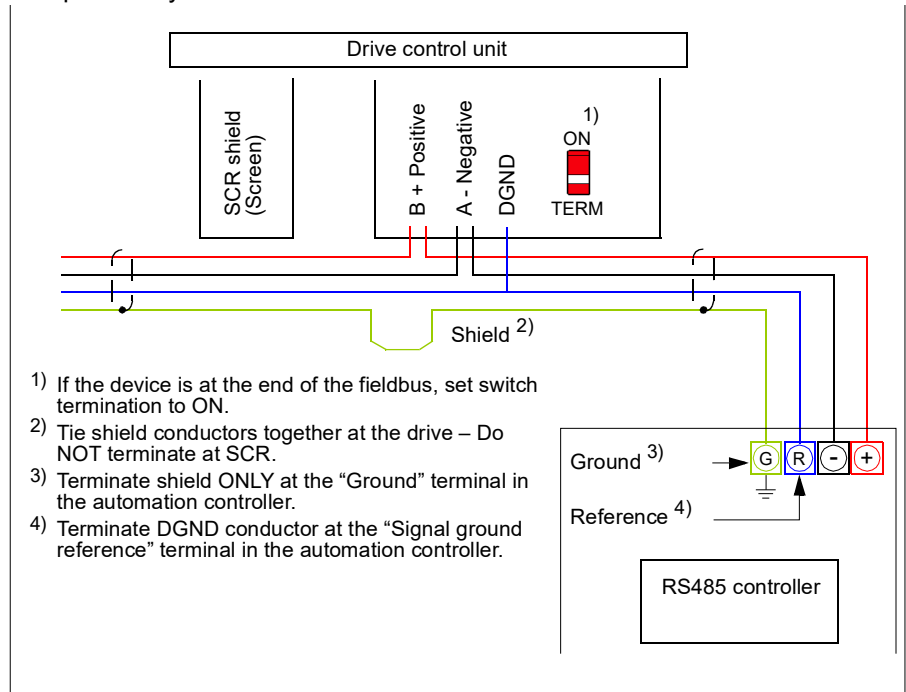 Drive control unit
SCR shield
(Screen)
B + Positive
A - Negative
DGND
1)
ON
TERM
Shield 2)
1) If the device is at the end of the fieldbus, set switch
termination to ON.
2) Tie shield conductors together at the drive – Do
NOT terminate at SCR.
3) Terminate shield ONLY at the “Ground” terminal in
the automation controller.
4) Terminate DGND conductor at the “Signal ground
reference” terminal in the automation controller.
Ground 3)
G R - +
Reference 4)
RS485 controller